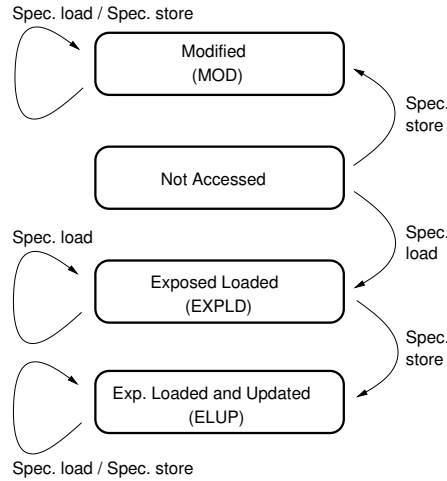 Spec. load / Spec. store
Modified
(MOD)
Spec.
store
Not Accessed
Spec.
load
Spec. load
Exposed Loaded
(EXPLD)
Spec.
store
Exp. Loaded and Updated
(ELUP)
Spec. load / Spec. store